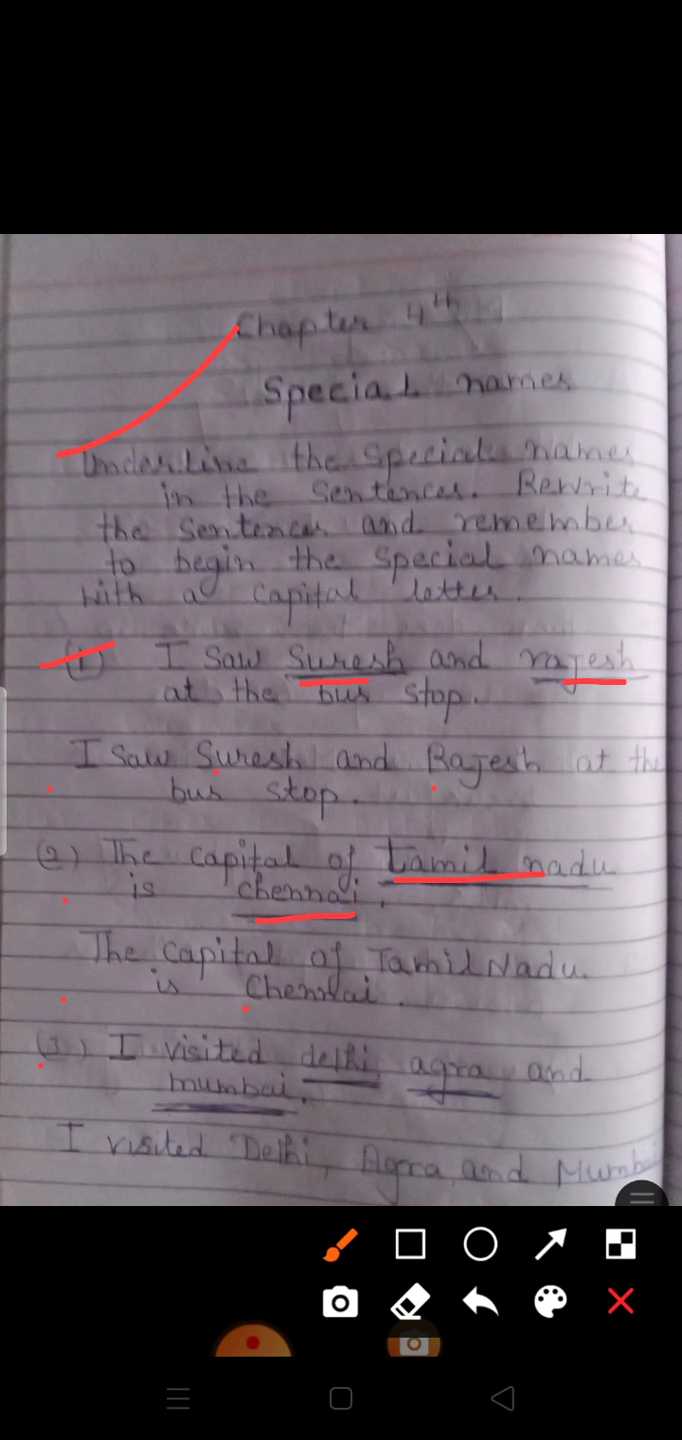 Chapter 4th
Special names
Underline the special names
in the sentences. Rewrite
the sentences and remember
to begin the special names
with a capital letter.
(1) I saw Suresh and rajesh
at the bus stop.
I saw Suresh and Rajesh at the
bus stop.
(2) The capital of tamil nadu
is chennai.
The capital of Tamil Nadu
is Chennai.
(3) I visited delhi, agra and
mumbai.
I visited Delhi, Agra, and Mumbai